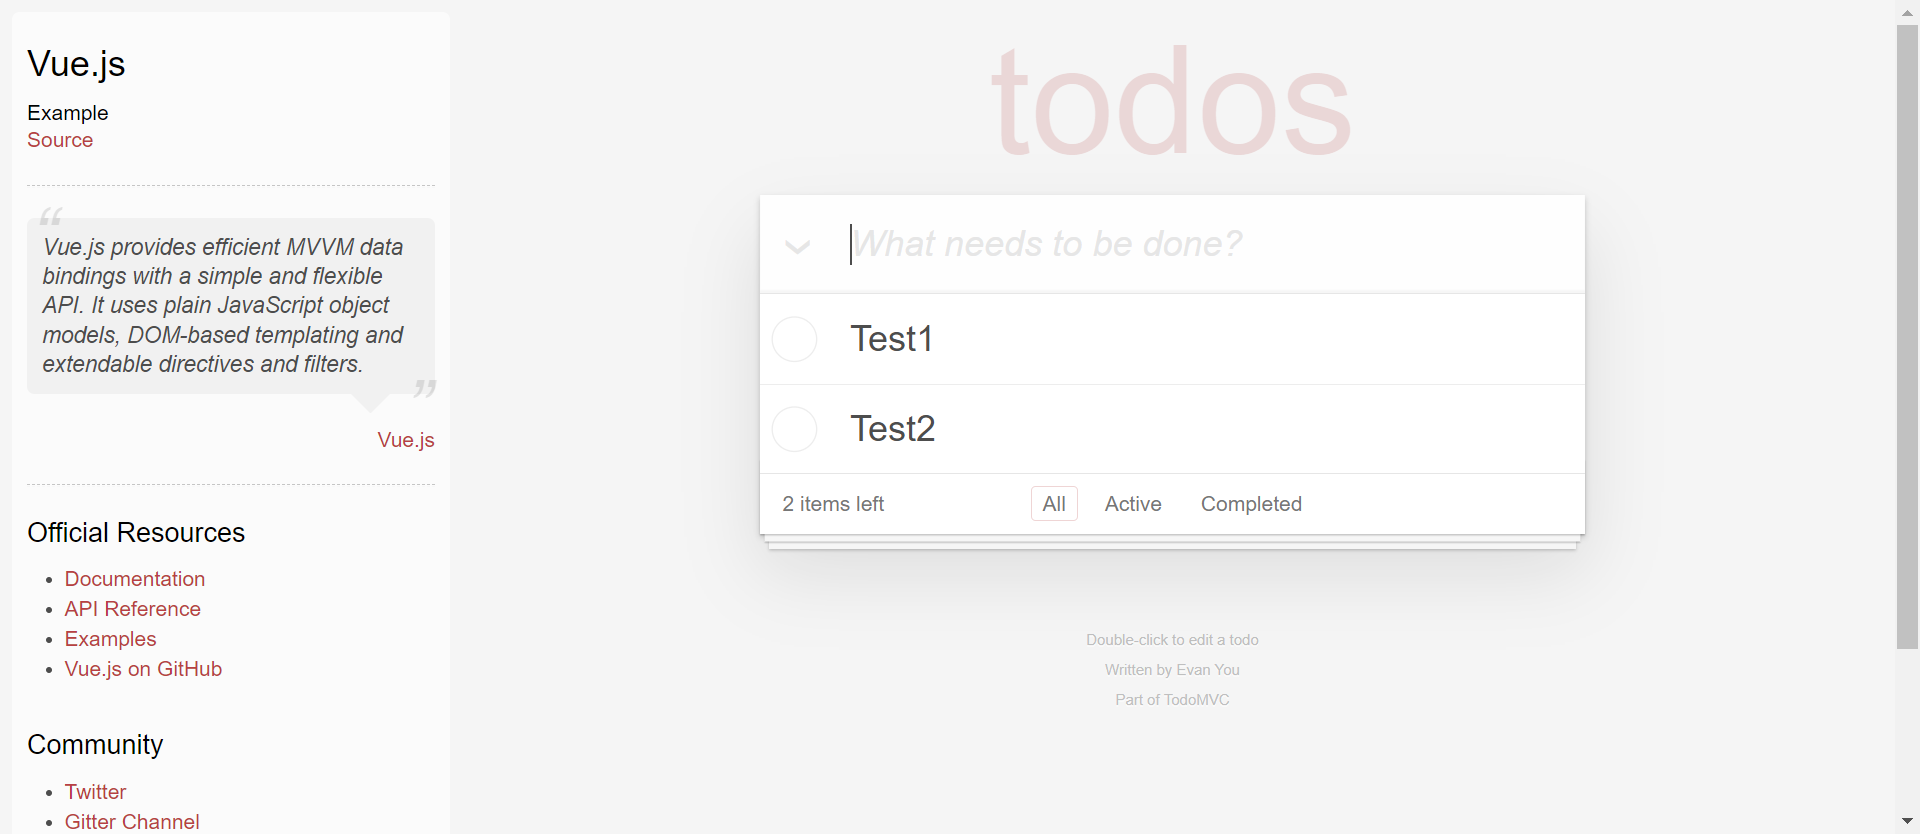 Vue.js
Example
Source
“
Vue.js provides efficient MVVM data
bindings with a simple and flexible
API. It uses plain JavaScript object
models, DOM-based templating and
extendable directives and filters.
”
Vue.js
Official Resources
• Documentation
• API Reference
• Examples
• Vue.js on GitHub
Community
• Twitter
• Gitter Channel
todos
What needs to be done?
Test1
Test2
2 items left All Active Completed
Double-click to edit a todo
Written by Evan You
Part of TodoMVC